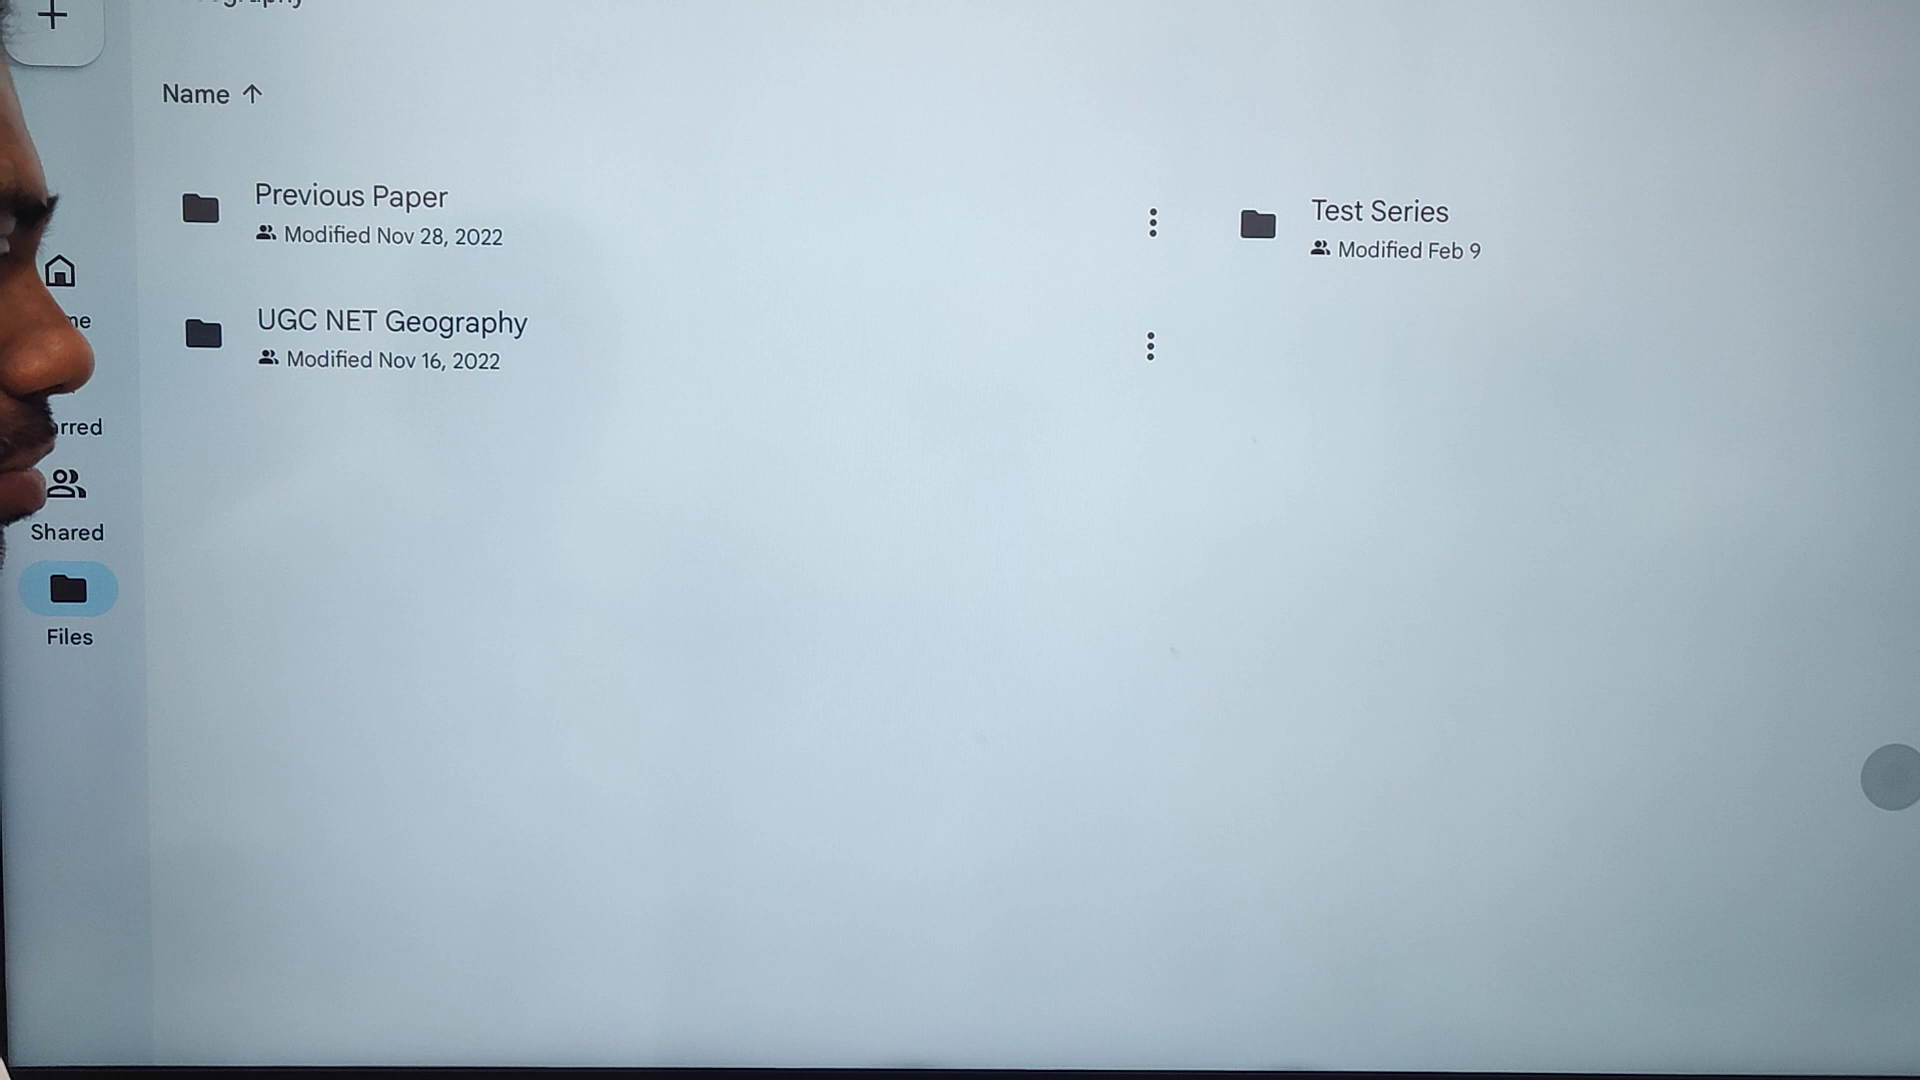 Name
Previous Paper
Modified Nov 28, 2022
Test Series
Modified Feb 9
UGC NET Geography
Modified Nov 16, 2022
Shared
Files